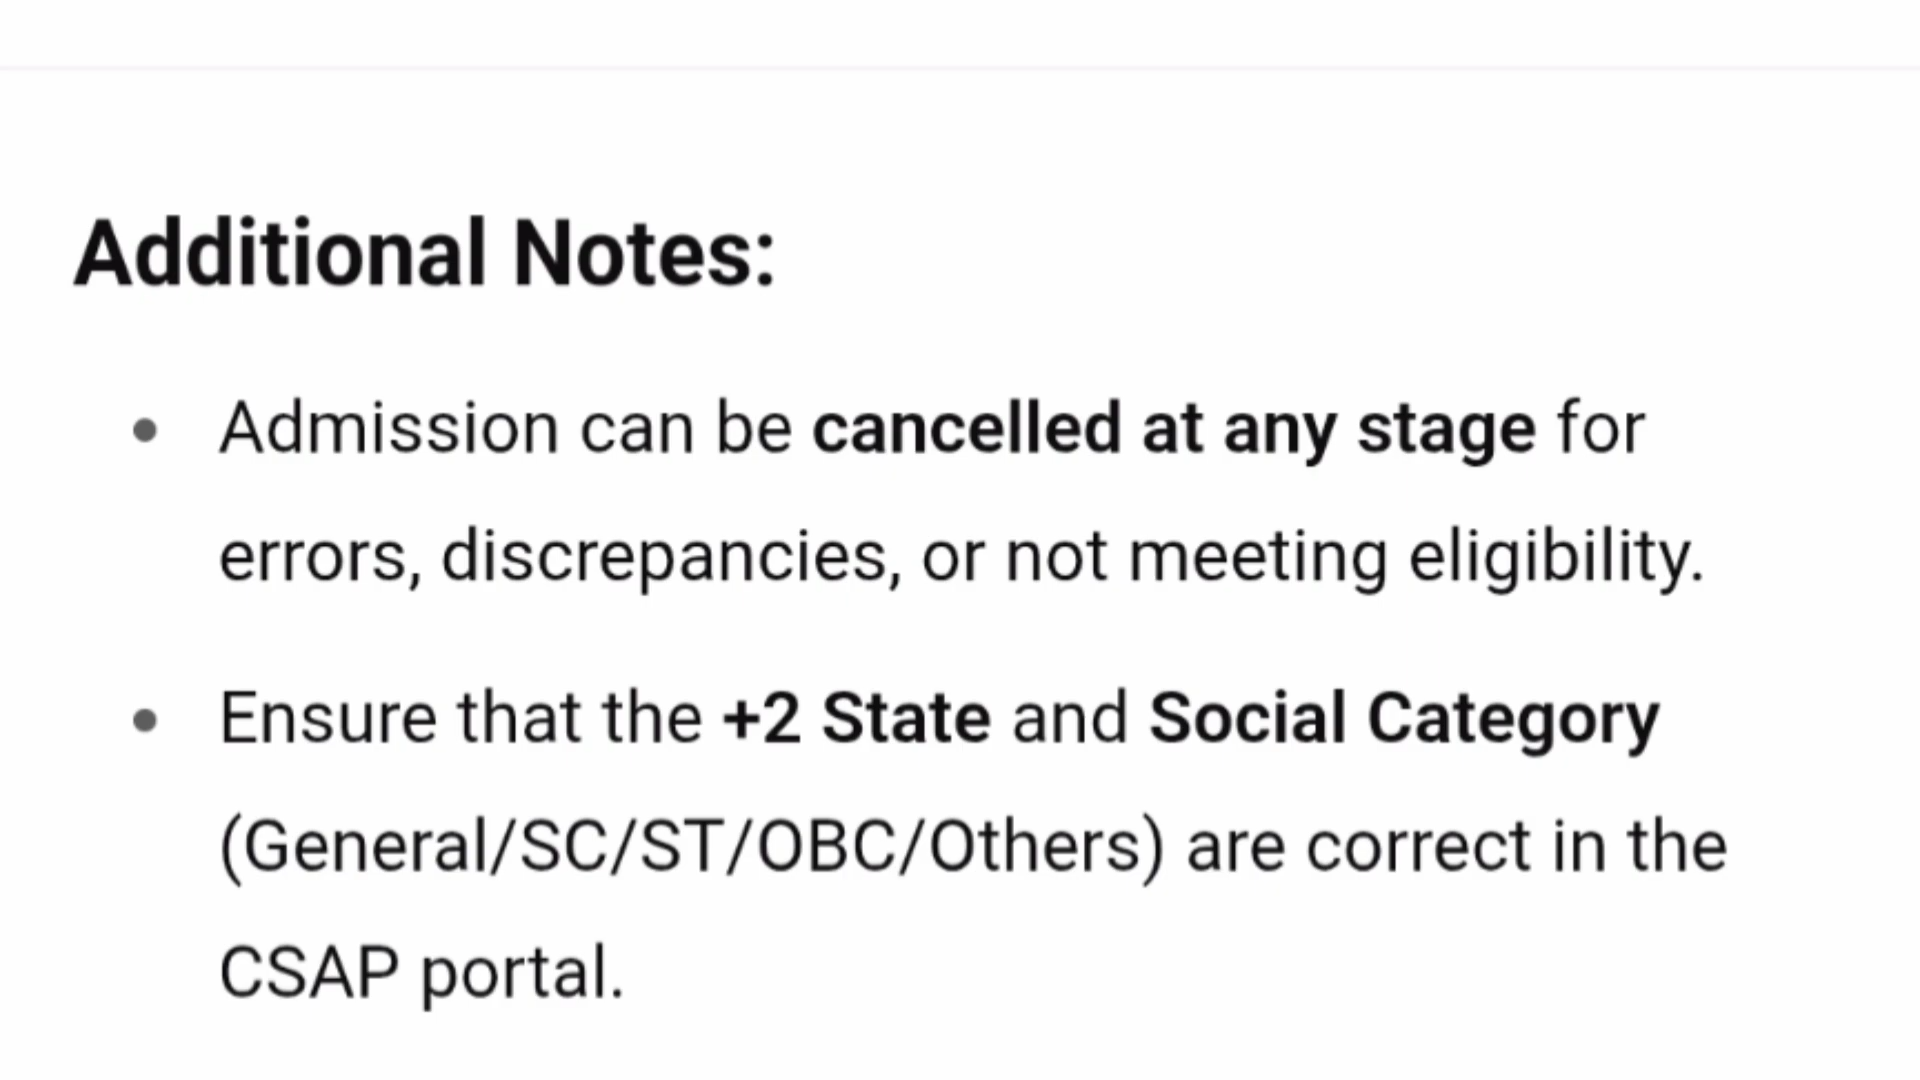 Additional Notes:
Admission can be cancelled at any stage for
errors, discrepancies, or not meeting eligibility.
Ensure that the +2 State and Social Category
(General/SC/ST/OBC/Others) are correct in the
CSAP portal.